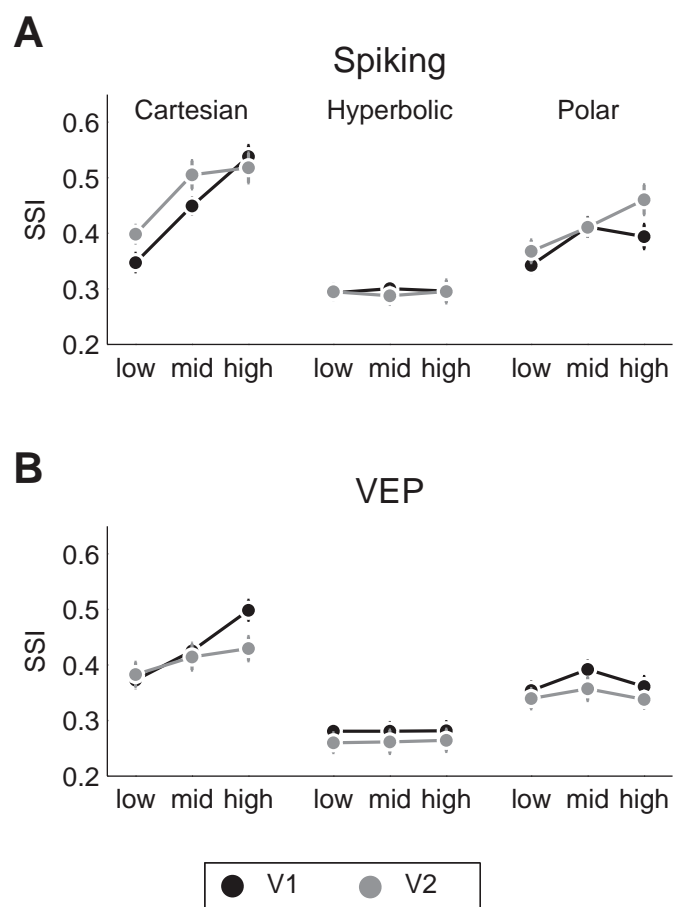 A
Spiking
Cartesian Hyperbolic Polar
0.6
0.5
SSI
0.4
0.3
0.2
low mid high low mid high low mid high
B
VEP
0.6
0.5
SSI
0.4
0.3
0.2
low mid high low mid high low mid high
V1 V2